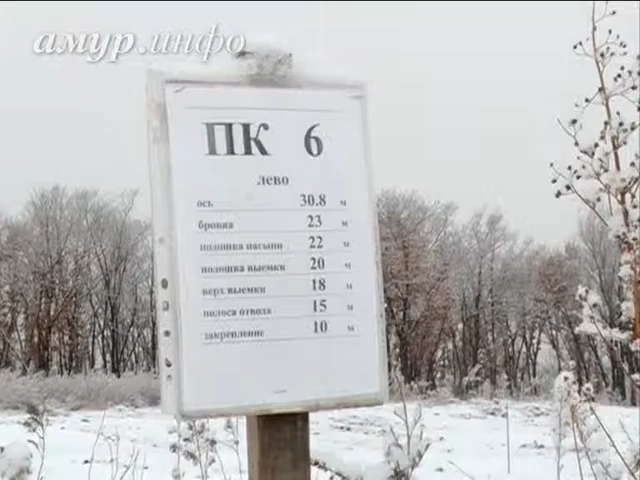 амур.инфо
ПК 6
лево
ось 30.8 м
бровка 23 м
подошва насыпи 22 м
подошва выемки 20 м
верх выемки 18 м
полоса отвода 15 м
закрепление 10 м